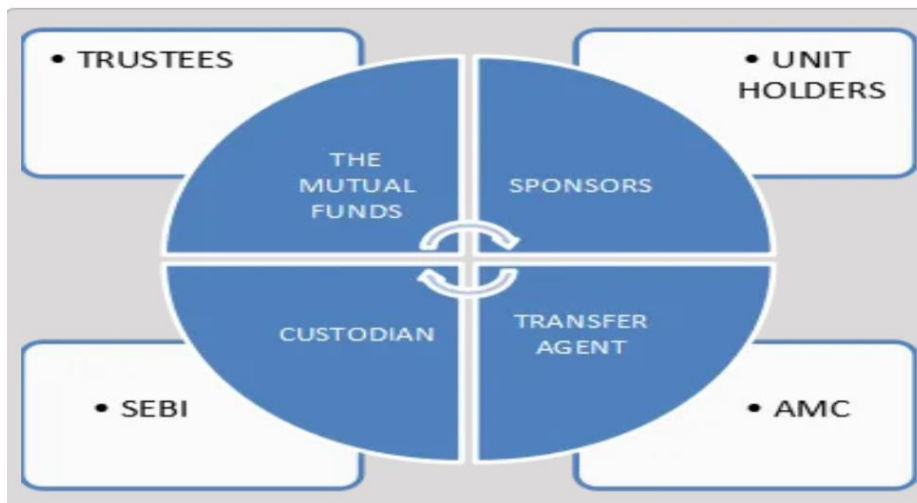 • TRUSTEES
• UNIT
HOLDERS
THE
MUTUAL
FUNDS
SPONSORS
CUSTODIAN
TRANSFER
AGENT
• SEBI
• AMC